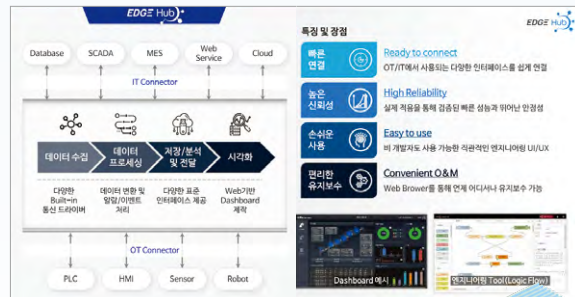 EDGE Hub
Database
SCADA
MES
Web
Service
Cloud
IT Connector
데이터 수집
데이터
프로세싱
저장/분석
및 전달
시각화
다양한
Built-in
통신 드라이버
데이터 변환 및
알람/이벤트
처리
다양한 표준
인터페이스 제공
Web기반
Dashboard
제작
OT Connector
PLC
HMI
Sensor
Robot
EDGE Hub
특징 및 장점
빠른
연결
Ready to connect
OT/IT에서 사용되는 다양한 인터페이스를 쉽게 연결
높은
신뢰성
High Reliability
실제 적용을 통해 검증된 빠른 성능과 뛰어난 안정성
손쉬운
사용
Easy to use
비 개발자도 사용 가능한 직관적인 엔지니어링 UI/UX
편리한
유지보수
Convenient O&M
Web Brower를 통해 언제 어디서나 유지보수 가능
Dashboard 예시
엔지니어링 Tool(Logic Flow)